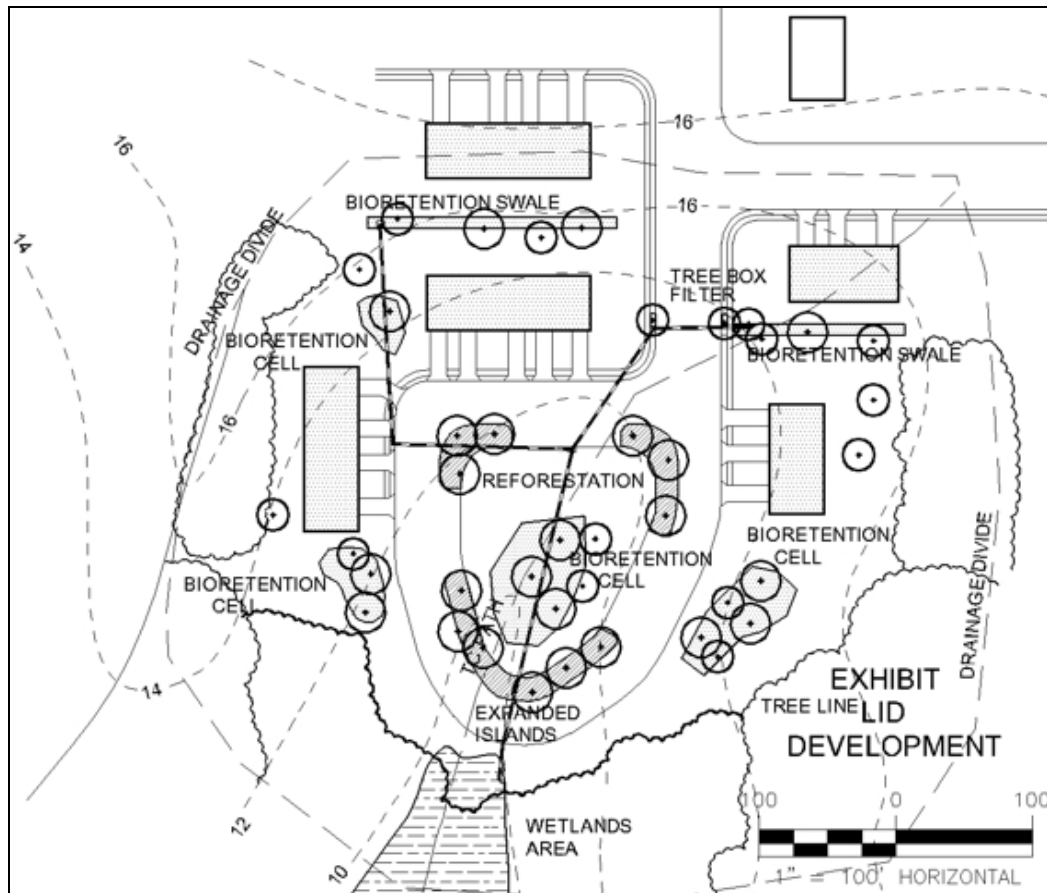 16
16
BIORETENTION SWALE
16
14
DRAINAGE DIVIDE
TREE BOX
FILTER
BIORETENTION
CELL
BIORETENTION SWALE
16
REFORESTATION
BIORETENTION
CELL
DRAINAGE DIVIDE
BIORETENTION
CELL
BIORETENTION
CELL
14
EXPANDED
ISLANDS
TREE LINE
EXHIBIT
LID
DEVELOPMENT
100 0 100
12
10
WETLANDS
AREA
1" = 100' HORIZONTAL